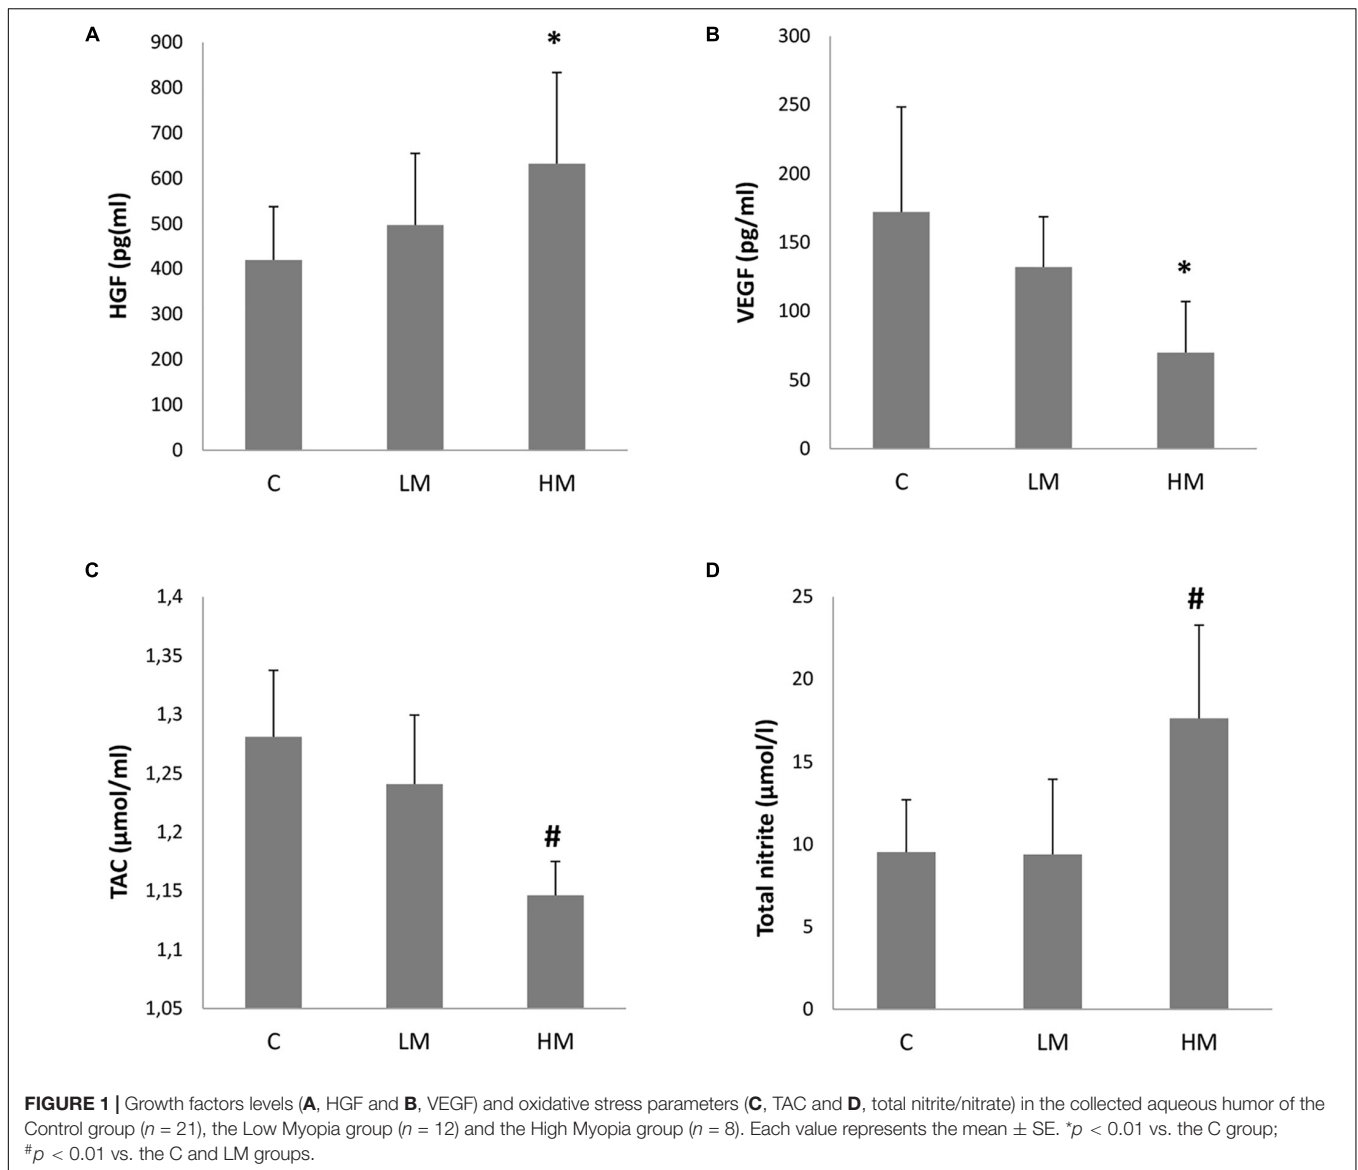 A
*
900
800
700
600
500
400
300
200
100
0
HGF (pg(ml)
C LM HM
B
*
300
250
200
150
100
50
0
VEGF (pg/ml)
C LM HM
C
#
1,4
1,35
1,3
1,25
1,2
1,15
1,1
1,05
TAC (µmol/ml)
C LM HM
D
#
25
20
15
10
5
0
Total nitrite (µmol/l)
C LM HM
FIGURE 1 | Growth factors levels (A, HGF and B, VEGF) and oxidative stress parameters (C, TAC and D, total nitrite/nitrate) in the collected aqueous humor of the
Control group (n = 21), the Low Myopia group (n = 12) and the High Myopia group (n = 8). Each value represents the mean ± SE. *p < 0.01 vs. the C group;
#p < 0.01 vs. the C and LM groups.